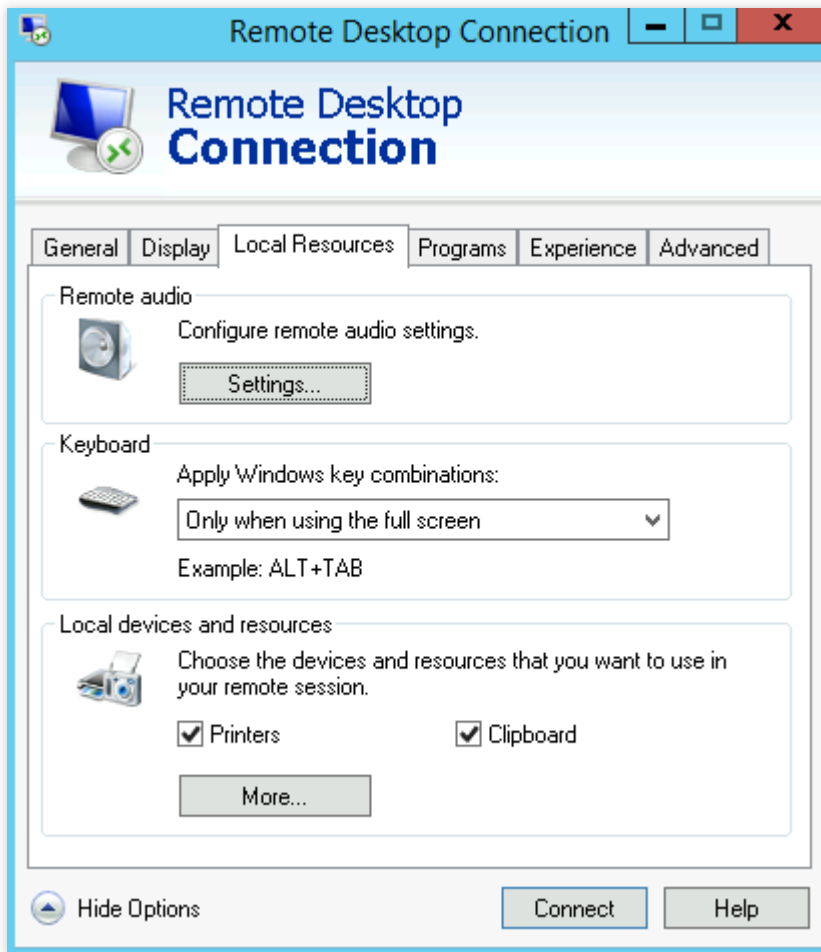 Remote Desktop Connection
Remote Desktop
Connection
General Display Local Resources Programs Experience Advanced
Remote audio
Configure remote audio settings.
Settings...
Keyboard
Apply Windows key combinations:
Only when using the full screen
Example: ALT+TAB
Local devices and resources
Choose the devices and resources that you want to use in
your remote session.
Printers Clipboard
More...
Hide Options Connect Help